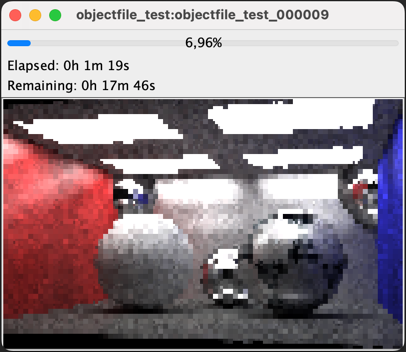 objectfile_test:objectfile_test_000009
6,96%
Elapsed: 0h 1m 19s
Remaining: 0h 17m 46s